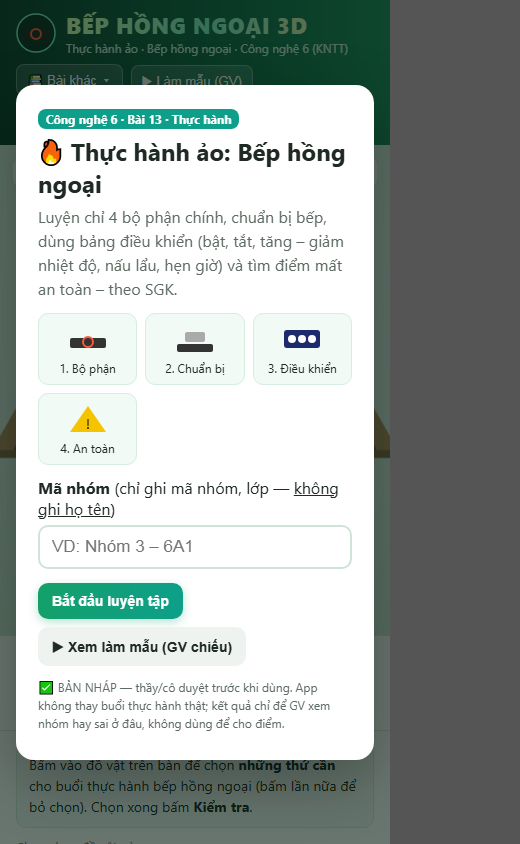 BẾP HỒNG NGOẠI 3D
Thực hành ảo · Bếp hồng ngoại · Công nghệ 6 (KNTT)
Bài khác ▾ ▶ Làm mẫu (GV)
Công nghệ 6 · Bài 13 · Thực hành
Thực hành ảo: Bếp hồng
ngoại
Luyện chỉ 4 bộ phận chính, chuẩn bị bếp,
dùng bảng điều khiển (bật, tắt, tăng – giảm
nhiệt độ, nấu lẩu, hẹn giờ) và tìm điểm mất
an toàn – theo SGK.
1. Bộ phận 2. Chuẩn bị 3. Điều khiển
!
4. An toàn
Mã nhóm (chỉ ghi mã nhóm, lớp — không
ghi họ tên)
VD: Nhóm 3 – 6A1
Bắt đầu luyện tập
▶ Xem làm mẫu (GV chiếu)
✅ BẢN NHÁP — thầy/cô duyệt trước khi dùng. App
không thay buổi thực hành thật; kết quả chỉ để GV xem
nhóm hay sai ở đâu, không dùng để cho điểm.
Bấm vào đồ vật trên bàn để chọn những thứ cần
cho buổi thực hành bếp hồng ngoại (bấm lần nữa để
bỏ chọn). Chọn xong bấm Kiểm tra.